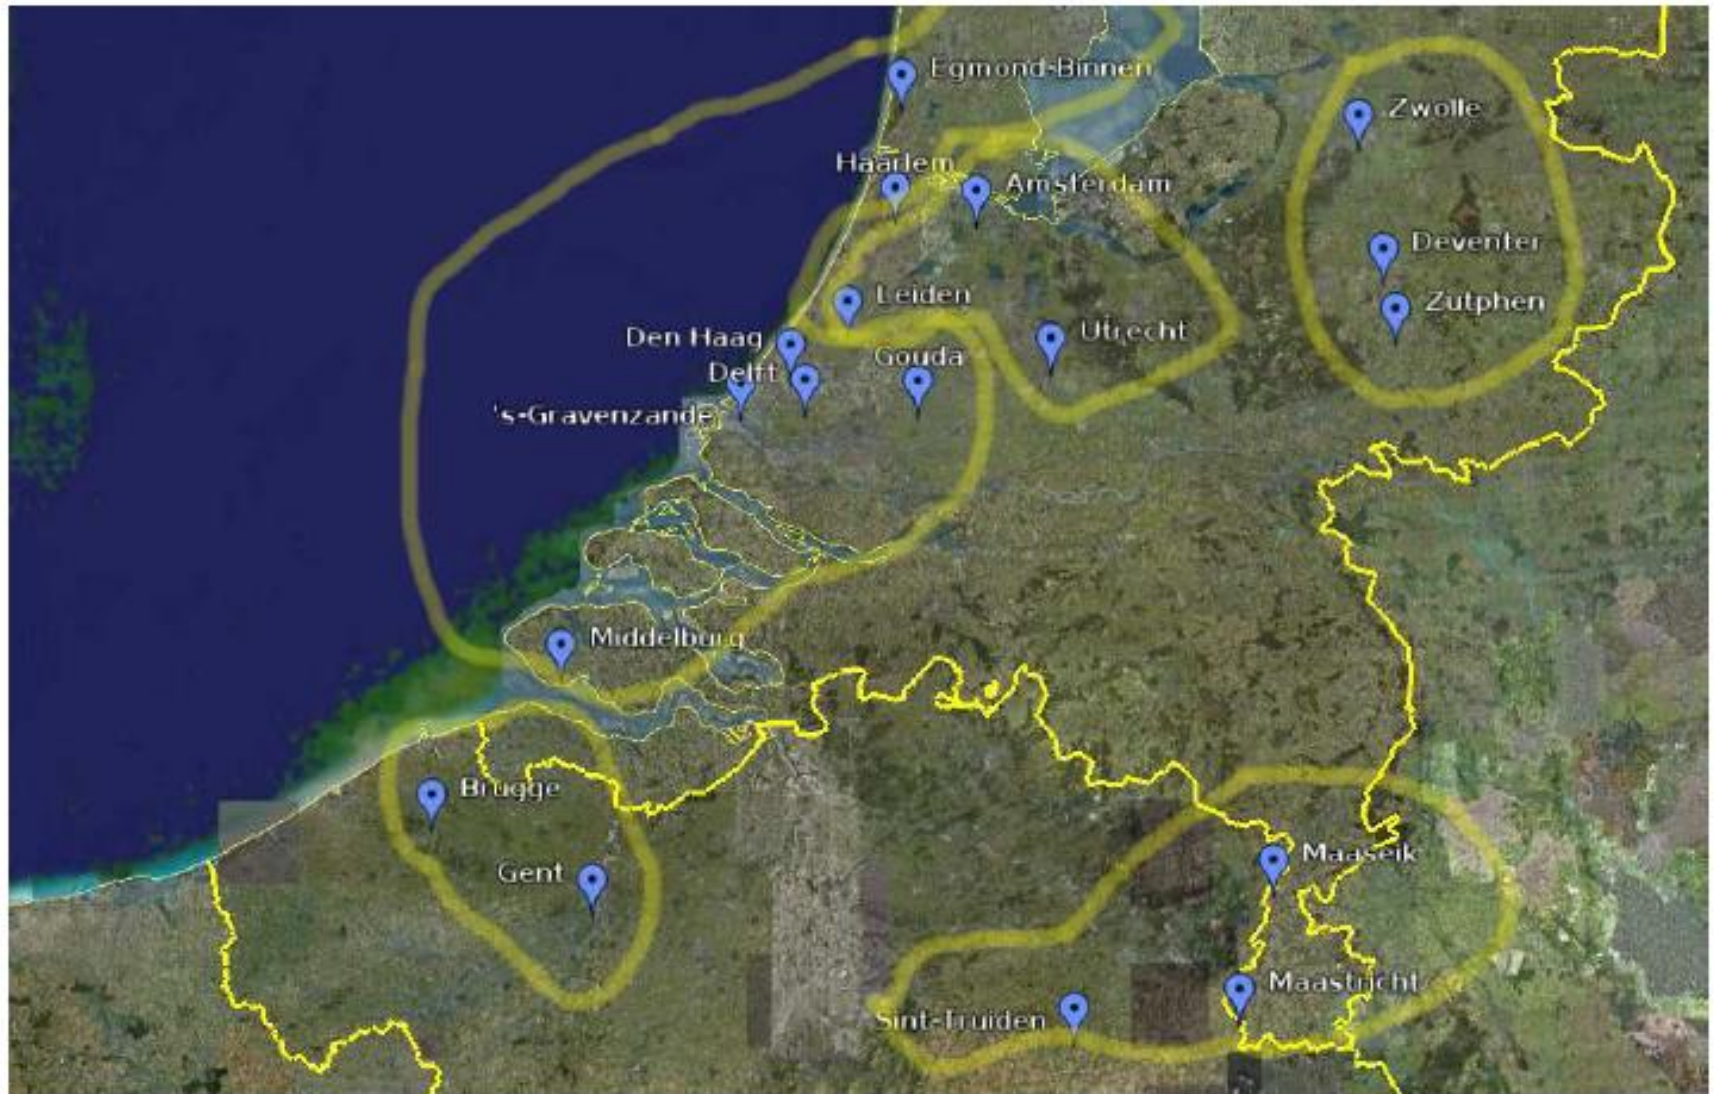 Egmond-Binnen
Zwolle
Haarlem
Amsterdam
Deventer
Leiden
Zutphen
Den Haag
Utrecht
Gouda
Delft
's-Gravenzande
Middelburg
Brugge
Gent
Maaseik
Maastricht
Sint-Truiden